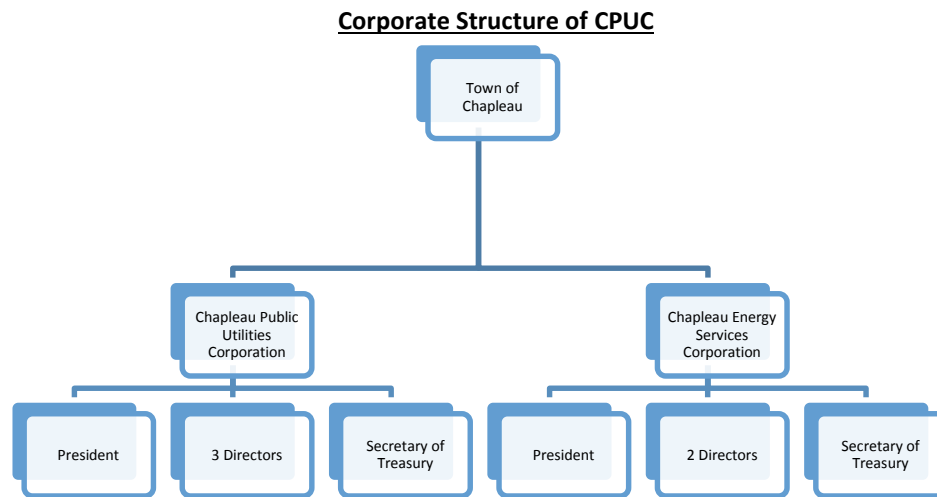 Corporate Structure of CPUC
Town of
Chapleau
Chapleau Public
Utilities
Corporation
Chapleau Energy
Services
Corporation
President
3 Directors
Secretary of
Treasury
President
2 Directors
Secretary of
Treasury